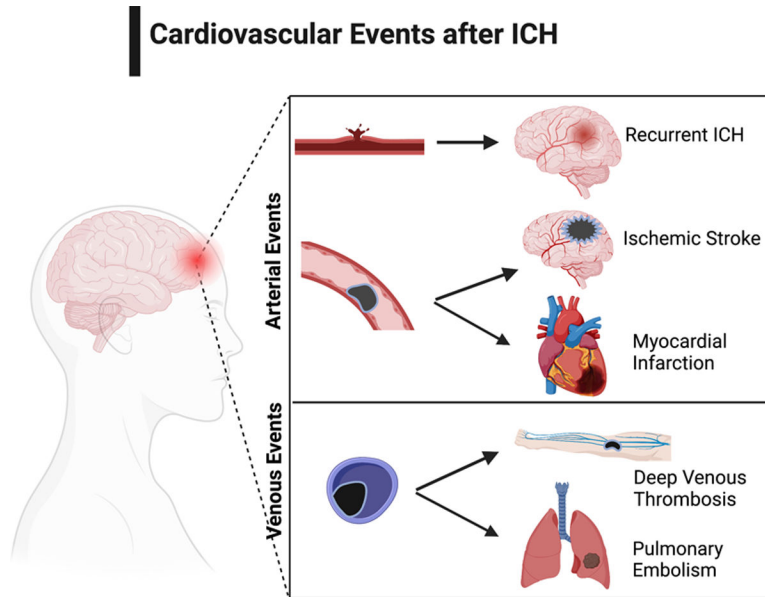 Cardiovascular Events after ICH
Arterial Events
Recurrent ICH
Ischemic Stroke
Myocardial
Infarction
Venous Events
Deep Venous
Thrombosis
Pulmonary
Embolism